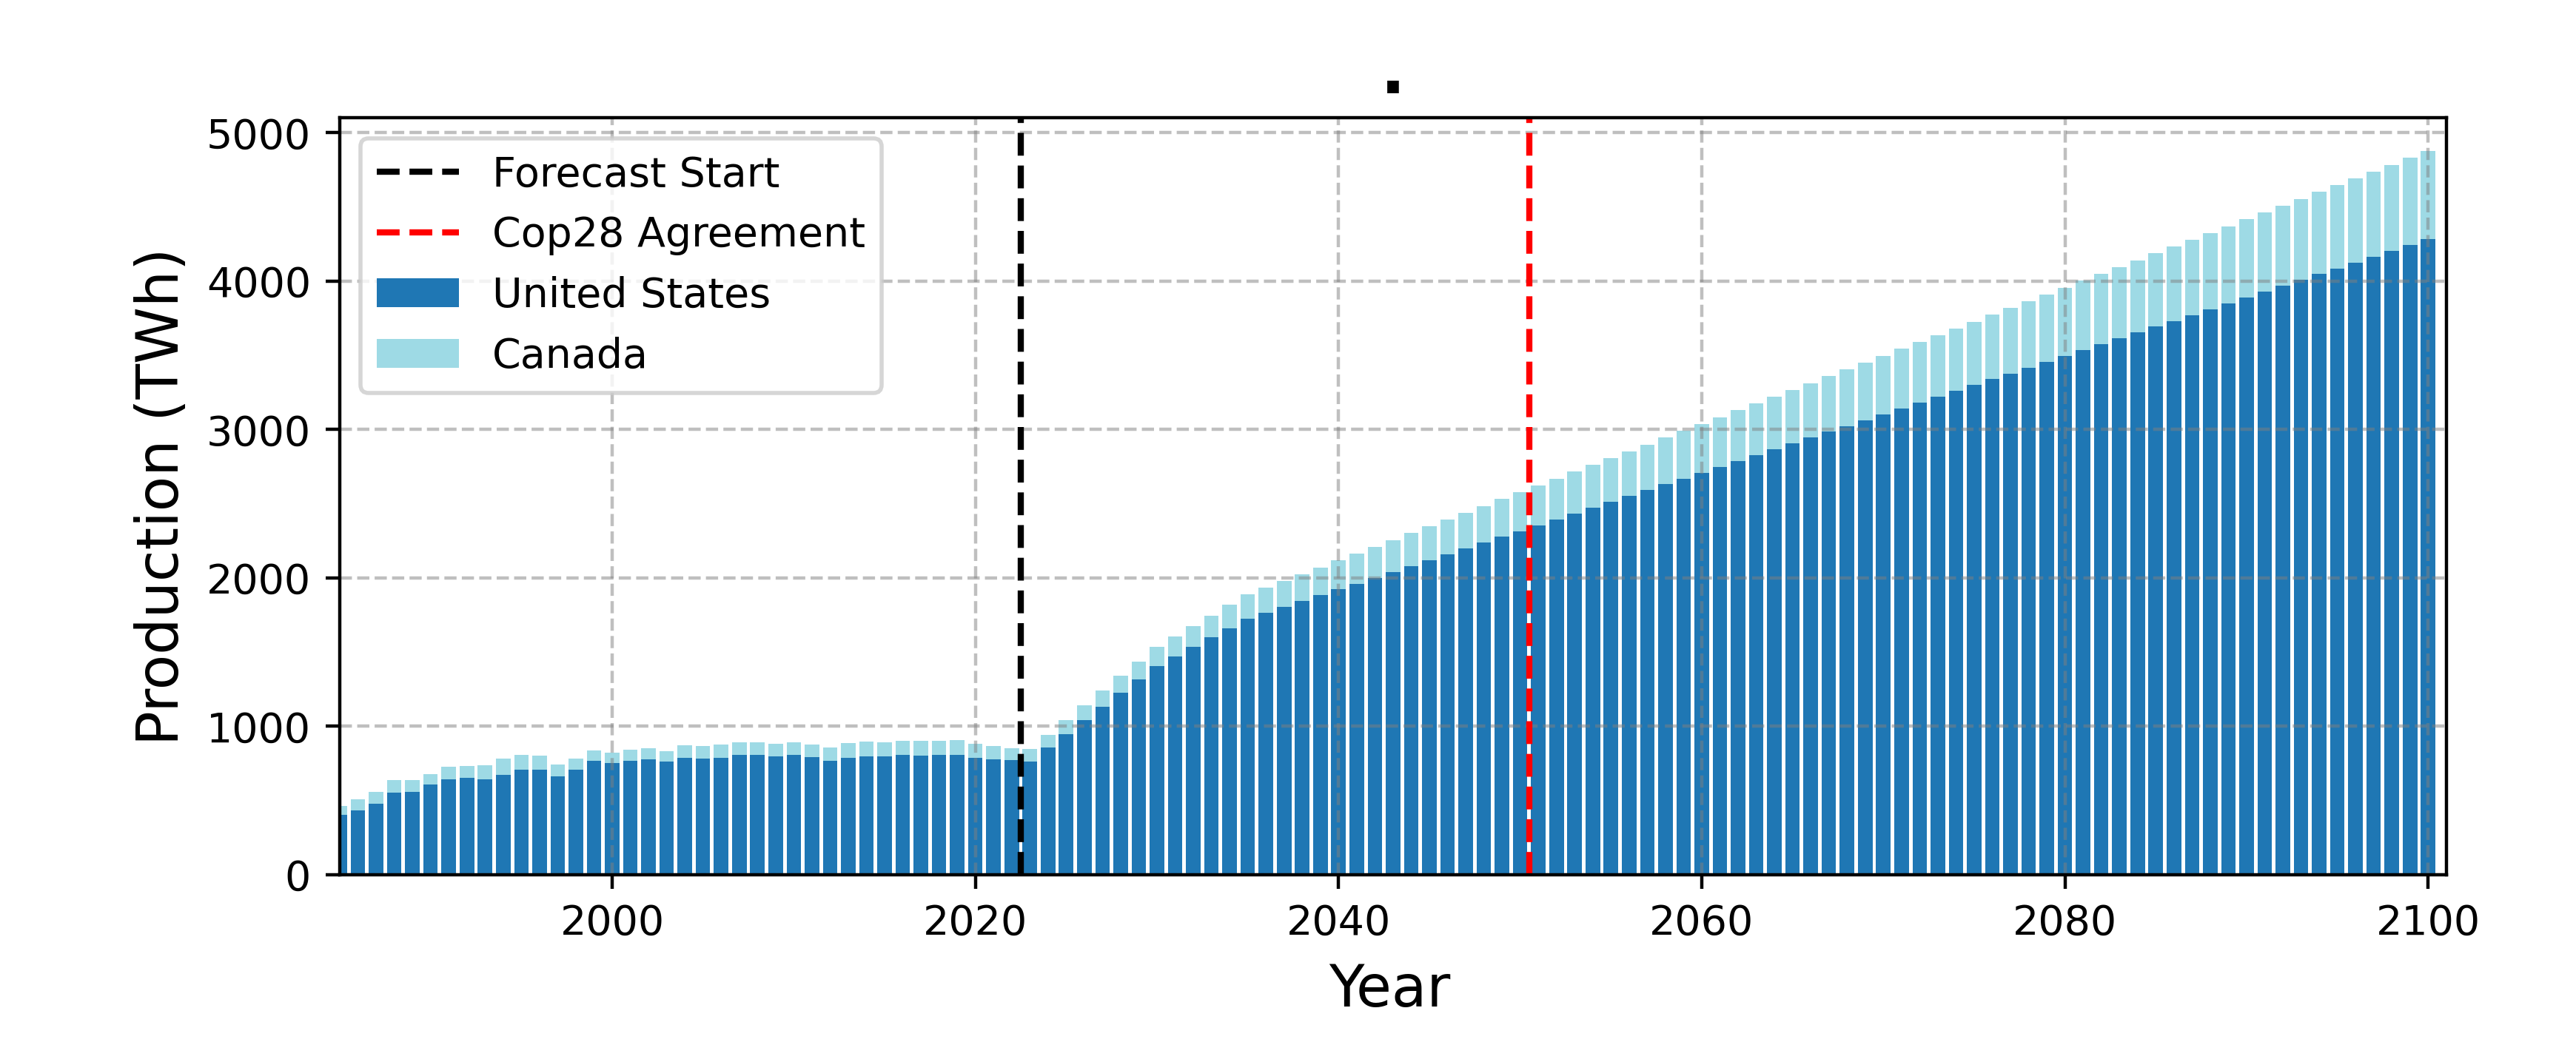 .
5000
4000
3000
2000
1000
0
Production (TWh)
Forecast Start
Cop28 Agreement
United States
Canada
2000 2020 2040 2060 2080 2100
Year